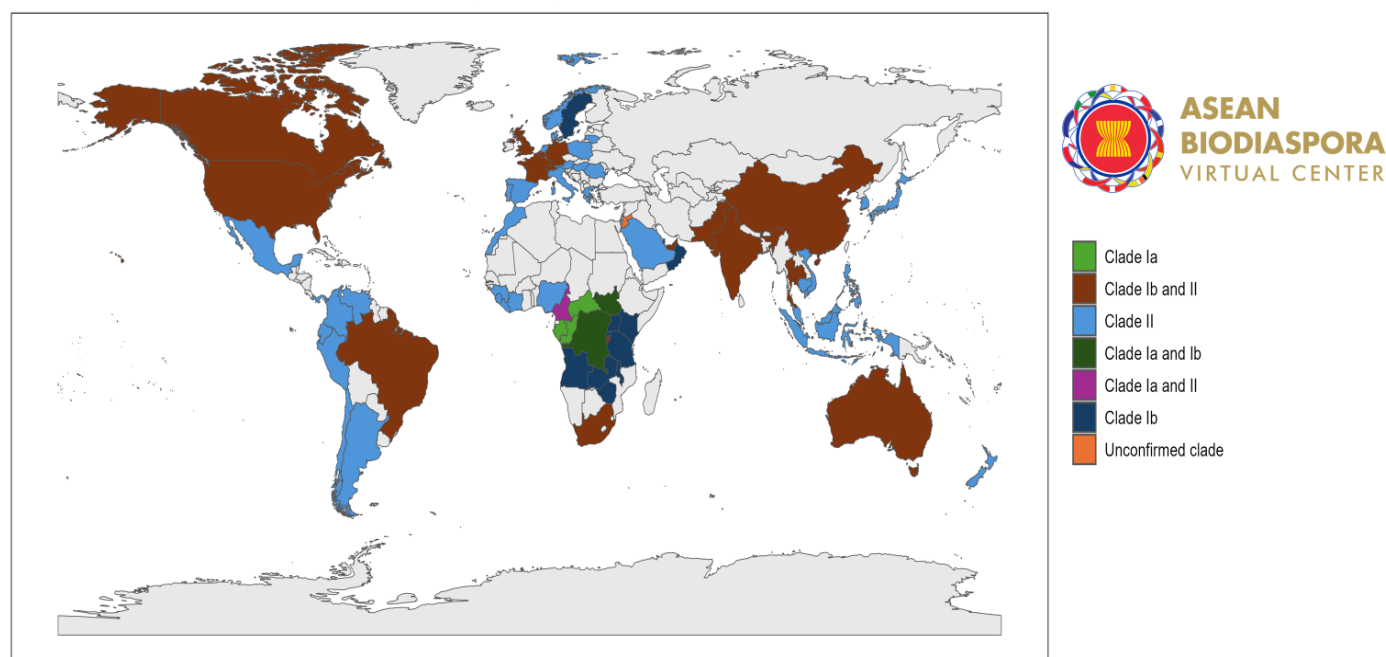 ASEAN
BIODIASPORA
VIRTUAL CENTER
Clade Ia
Clade Ib and II
Clade II
Clade Ia and Ib
Clade Ia and II
Clade Ib
Unconfirmed clade